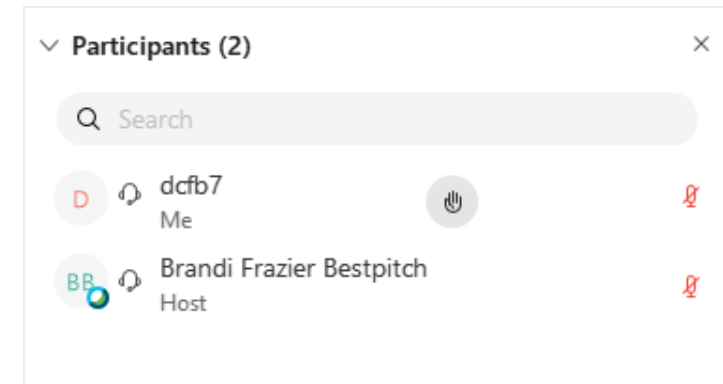 Participants (2)
Search
D
dcfb7
Me
BB
Brandi Frazier Bestpitch
Host